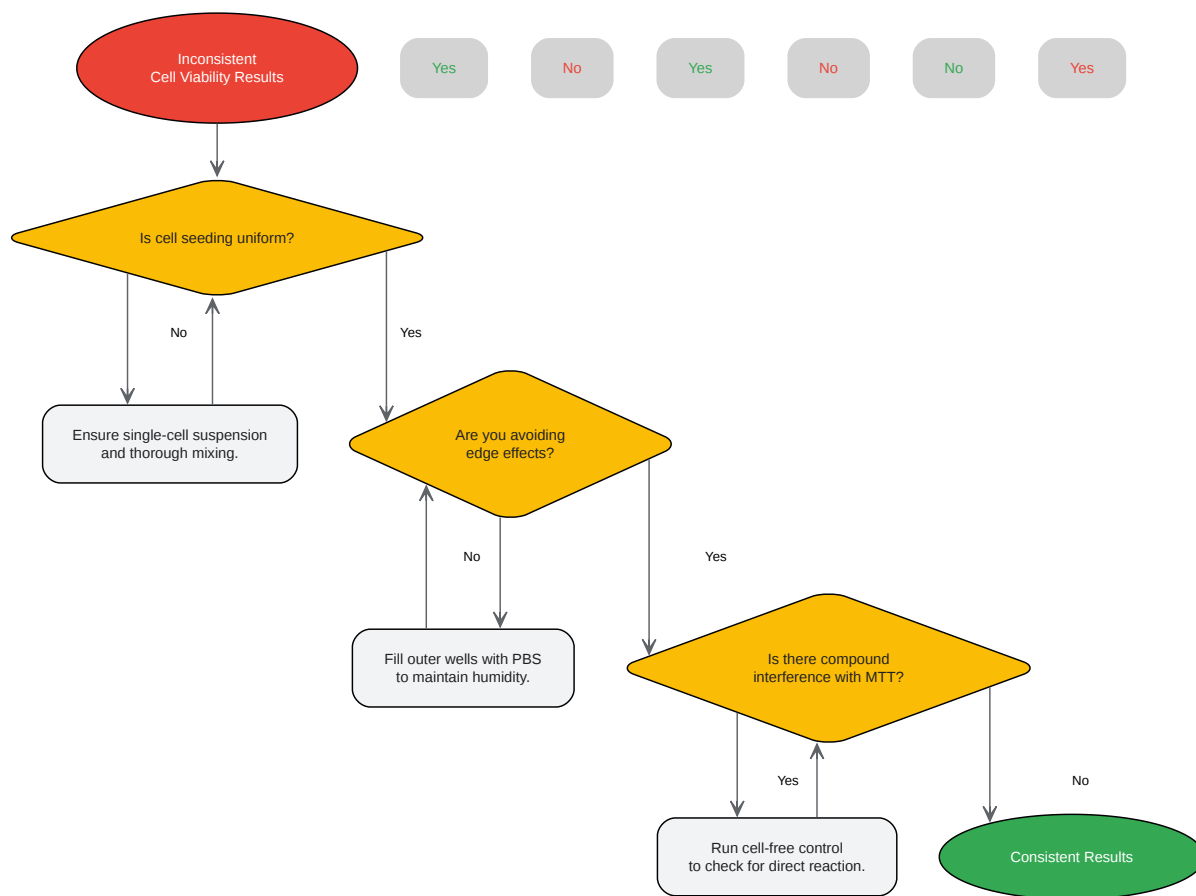 Inconsistent
Cell Viability Results
Yes
No
Yes
No
No
Yes
Is cell seeding uniform?
No
Yes
Ensure single-cell suspension
and thorough mixing.
Are you avoiding
edge effects?
No
Yes
Fill outer wells with PBS
to maintain humidity.
Is there compound
interference with MTT?
Yes
No
Run cell-free control
to check for direct reaction.
Consistent Results